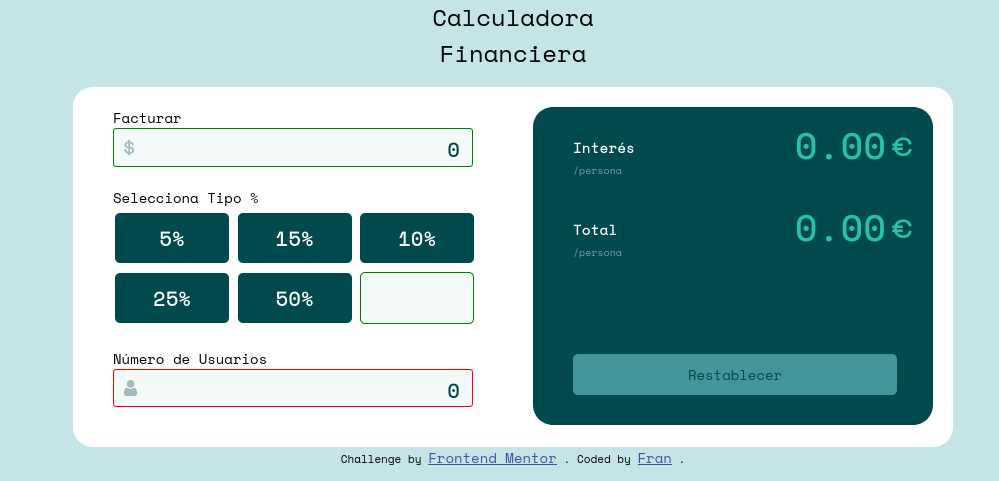 Calculadora
Financiera
Facturar
$ 0
Selecciona Tipo %
5% 15% 10%
25% 50%
Número de Usuarios
0
Interés 0.00€
/persona
Total 0.00€
/persona
Restablecer
Challenge by Frontend Mentor . Coded by Fran .